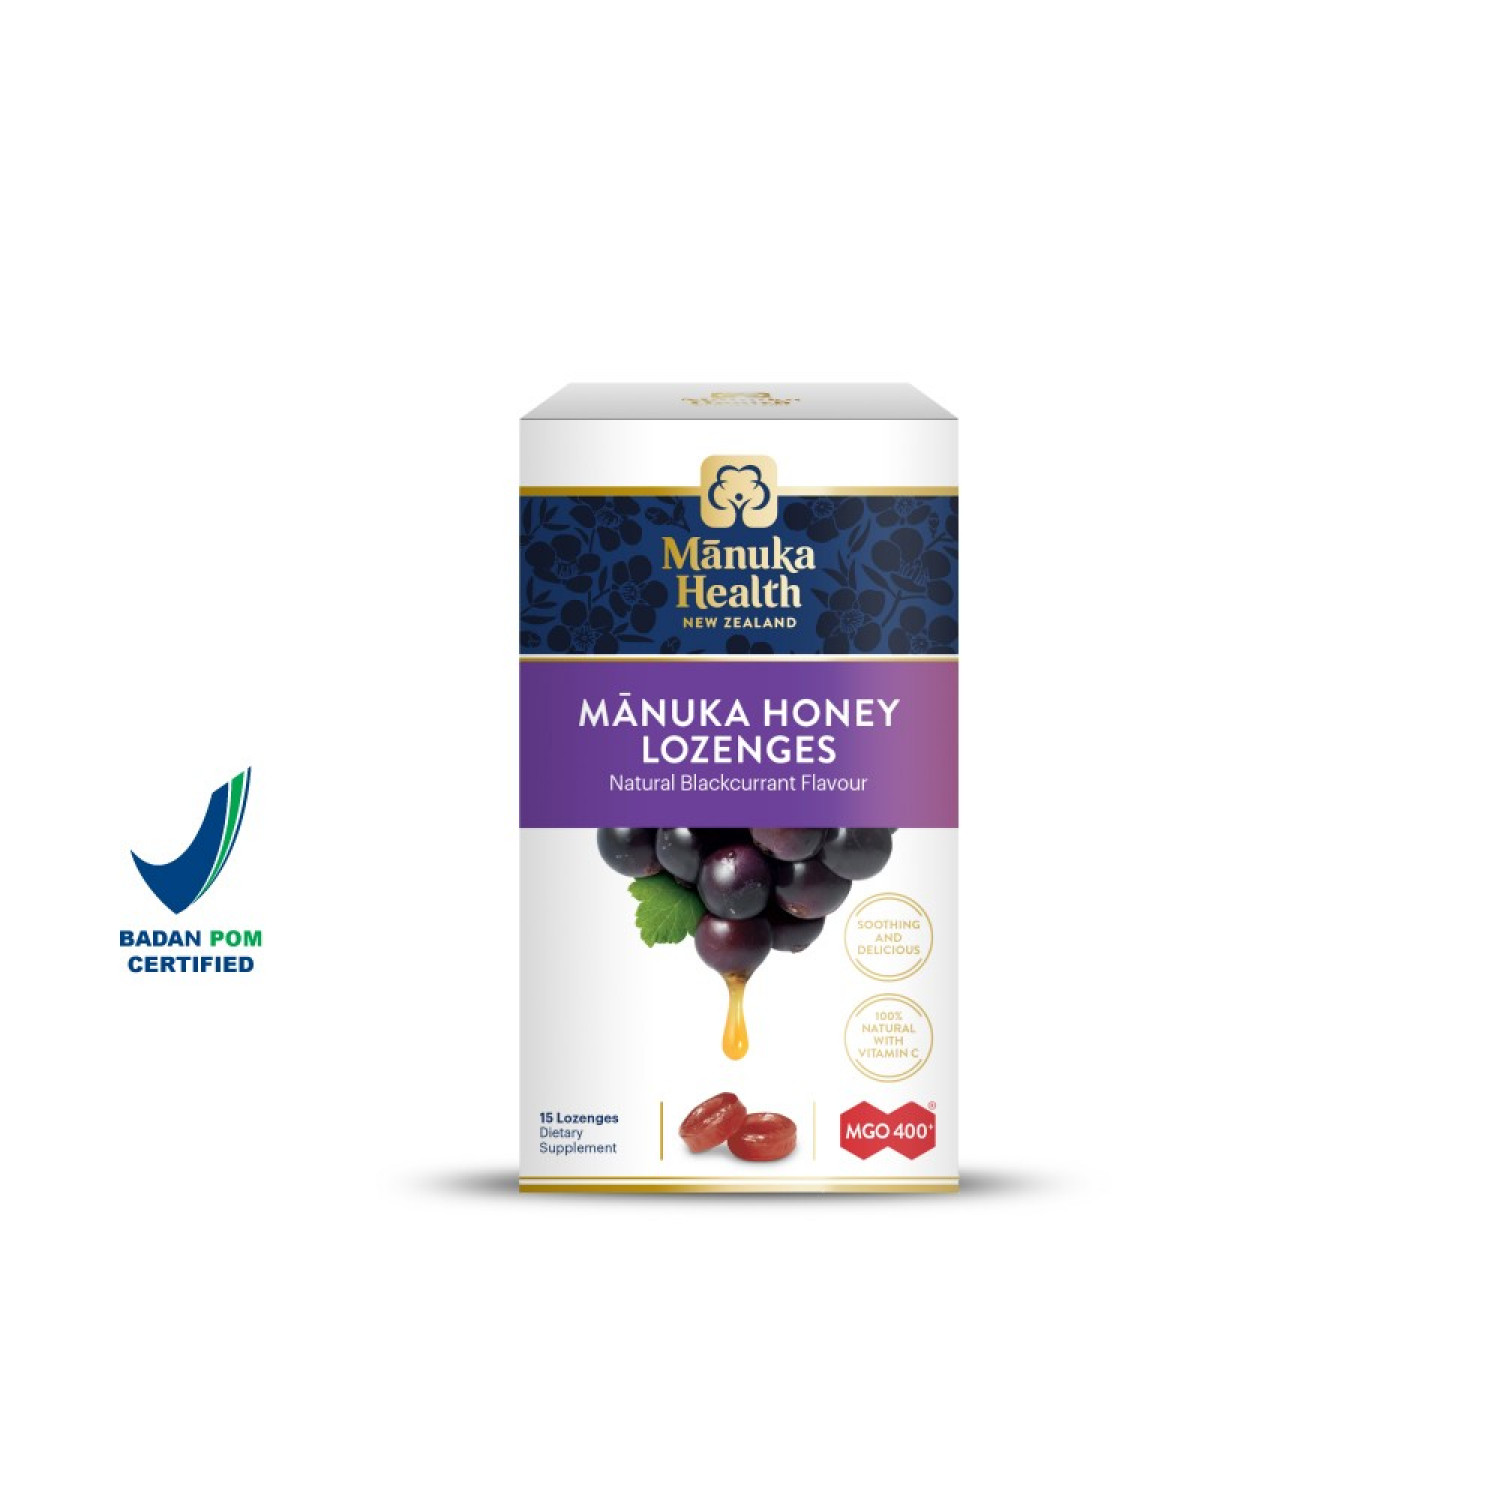 Mānuka
Health
NEW ZEALAND
MĀNUKA HONEY
LOZENGES
Natural Blackcurrant Flavour
SOOTHING
AND
DELICIOUS
100%
NATURAL
WITH
VITAMIN C
15 Lozenges
Dietary
Supplement
MGO 400+
®
BADAN POM
CERTIFIED